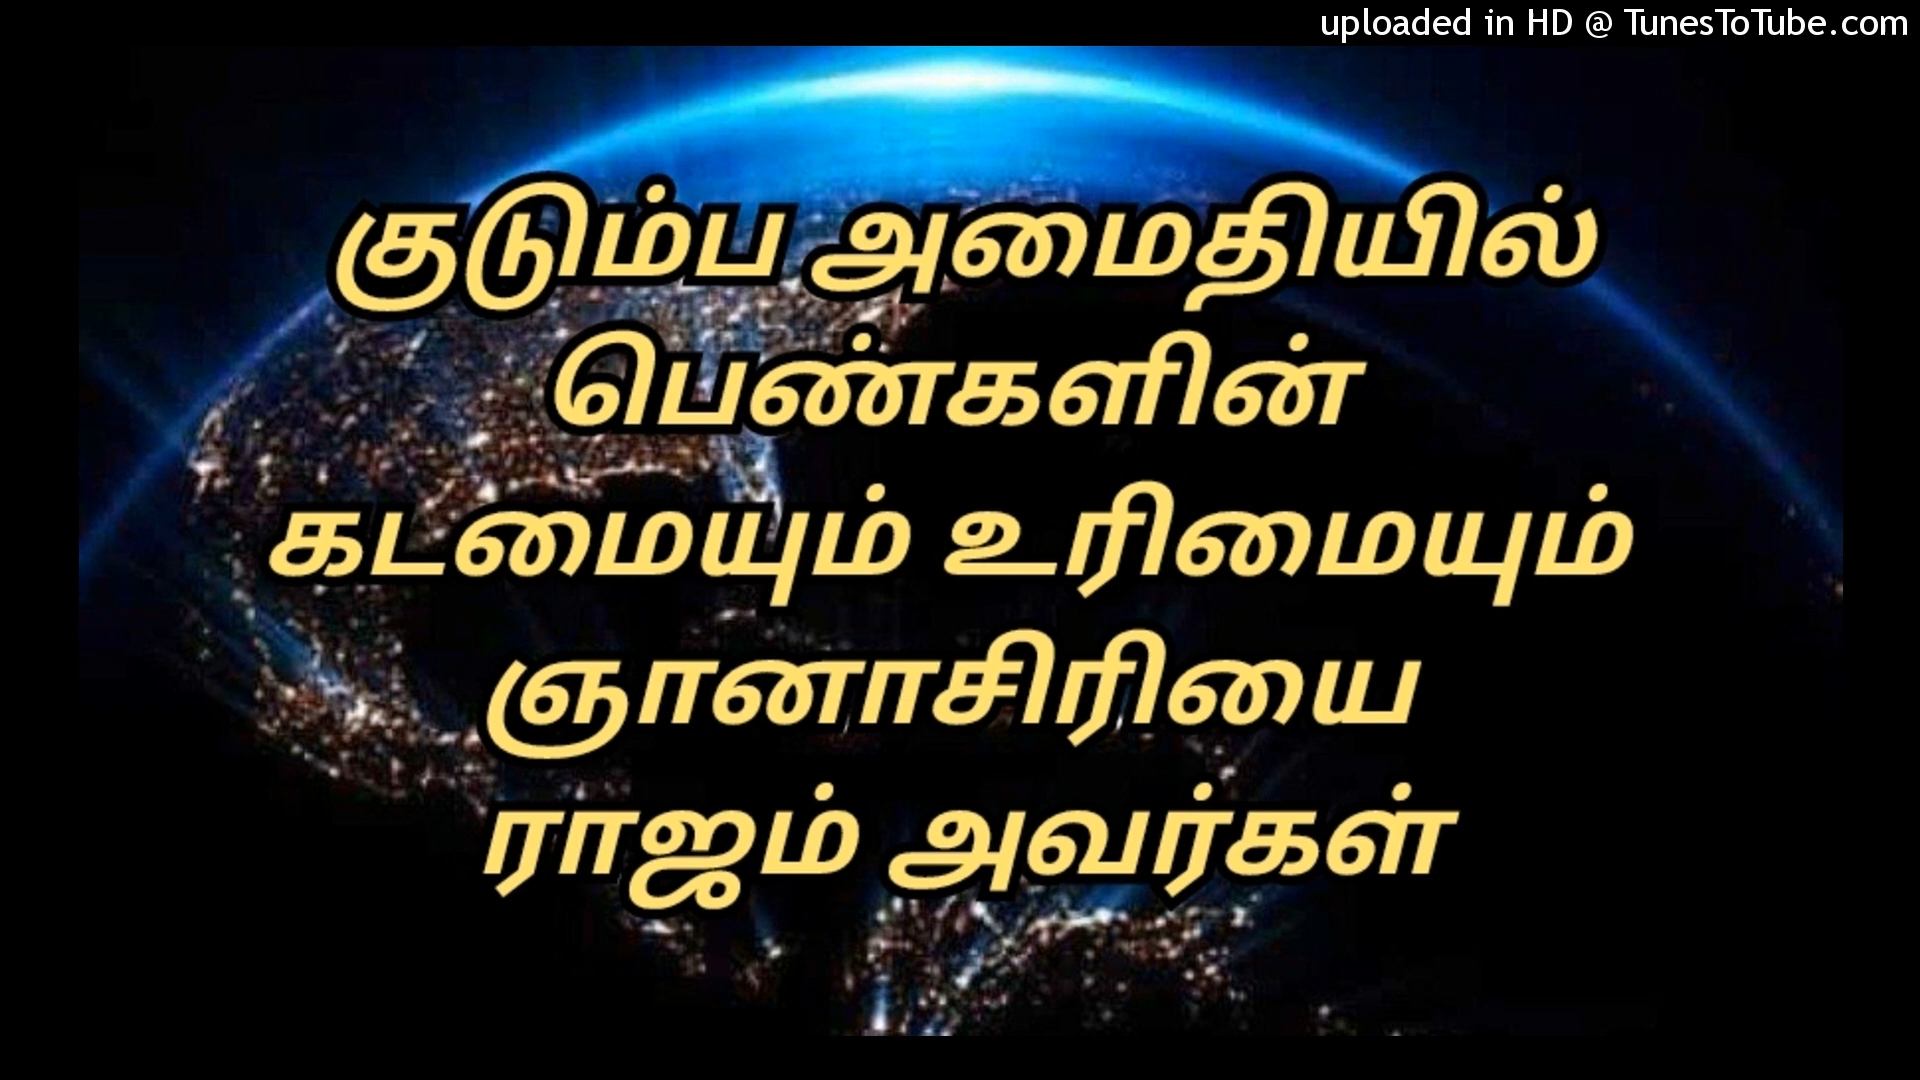 uploaded in HD @ TunesToTube.com
குடும்ப அமைதியில்
பெண்களின்
கடமையும் உரிமையும்
ஞானாசிரியை
ராஜம் அவர்கள்